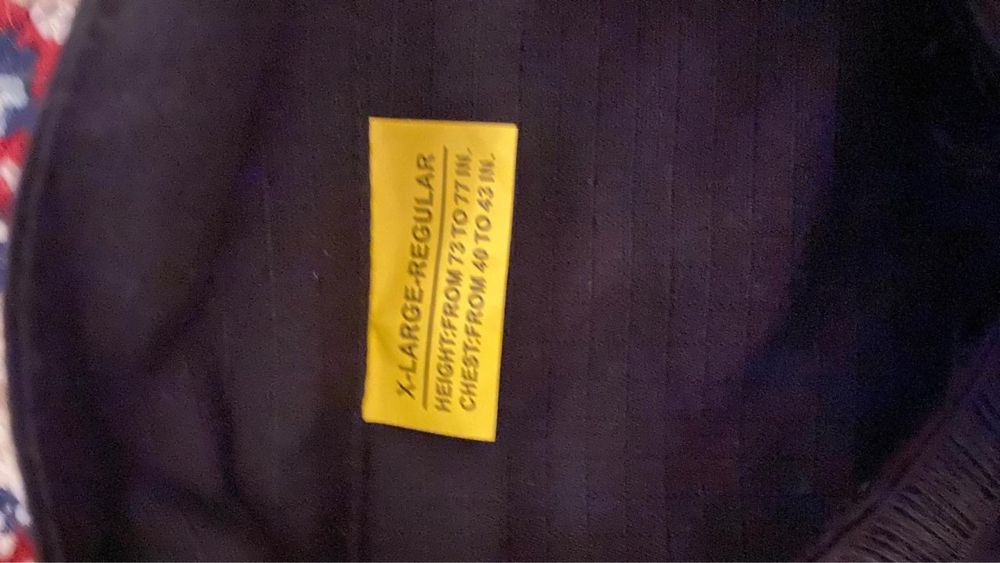 X-LARGE-REGULAR
HEIGHT:FROM 73 TO 77 IN.
CHEST:FROM 40 TO 43 IN.